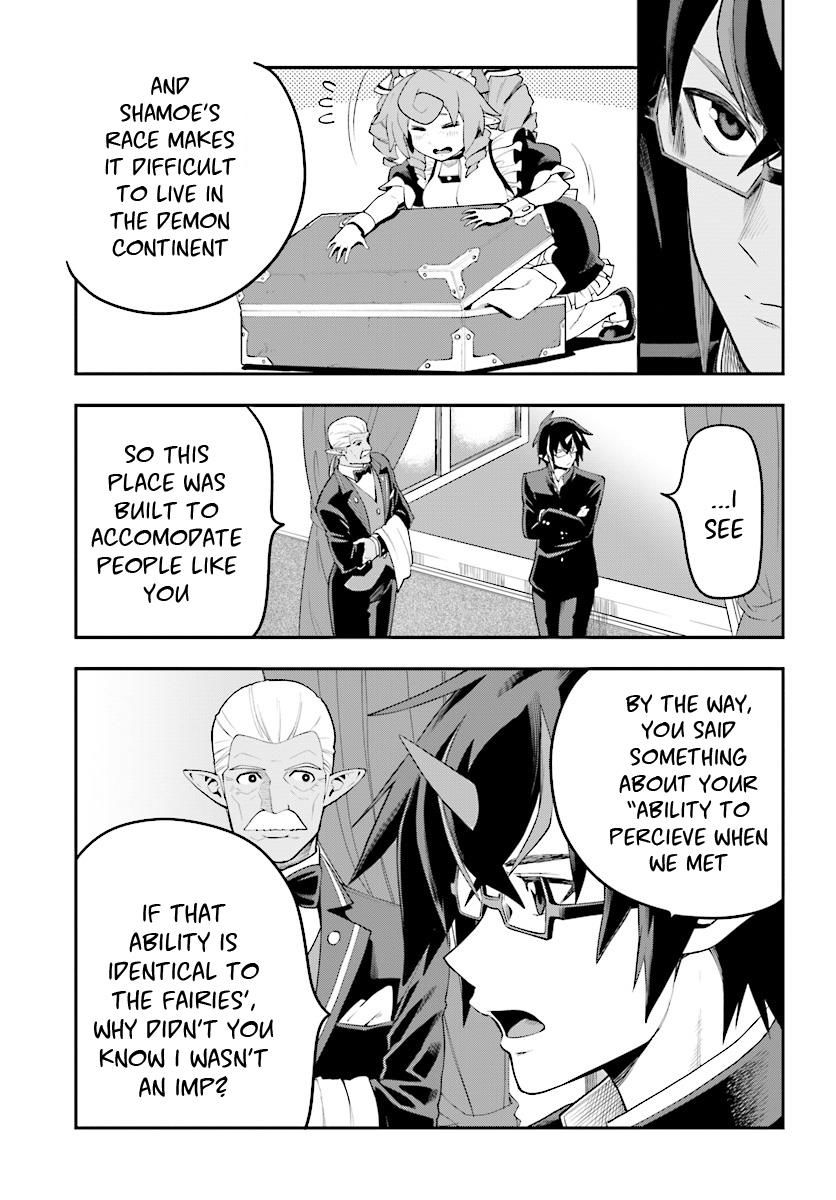 AND
SHAMOE'S
RACE MAKES
IT DIFFICULT
TO LIVE IN
THE DEMON
CONTINENT
...I
SEE
SO THIS
PLACE WAS
BUILT TO
ACCOMODATE
PEOPLE LIKE
YOU
BY THE WAY,
YOU SAID
SOMETHING
ABOUT YOUR
"ABILITY TO
PERCIEVE WHEN
WE MET
IF THAT
ABILITY IS
IDENTICAL TO
THE FAIRIES',
WHY DIDN'T YOU
KNOW I WASN'T
AN IMP?